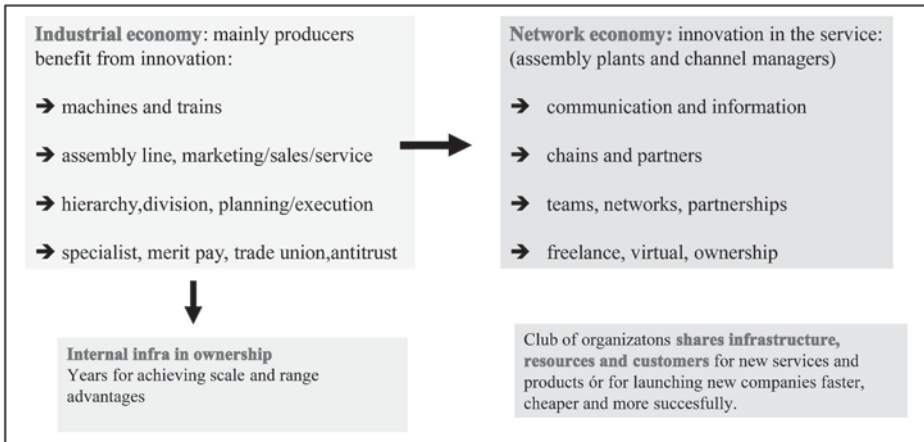 Industrial economy: mainly producers
benefit from innovation:
➔ machines and trains
➔ assembly line, marketing/sales/service
➔ hierarchy,division, planning/execution
➔ specialist, merit pay, trade union,antitrust
Network economy: innovation in the service:
(assembly plants and channel managers)
➔ communication and information
➔ chains and partners
➔ teams, networks, partnerships
➔ freelance, virtual, ownership
Internal infra in ownership
Years for achieving scale and range
advantages
Club of organizatons shares infrastructure,
resources and customers for new services and
products ór for launching new companies faster,
cheaper and more succesfully.